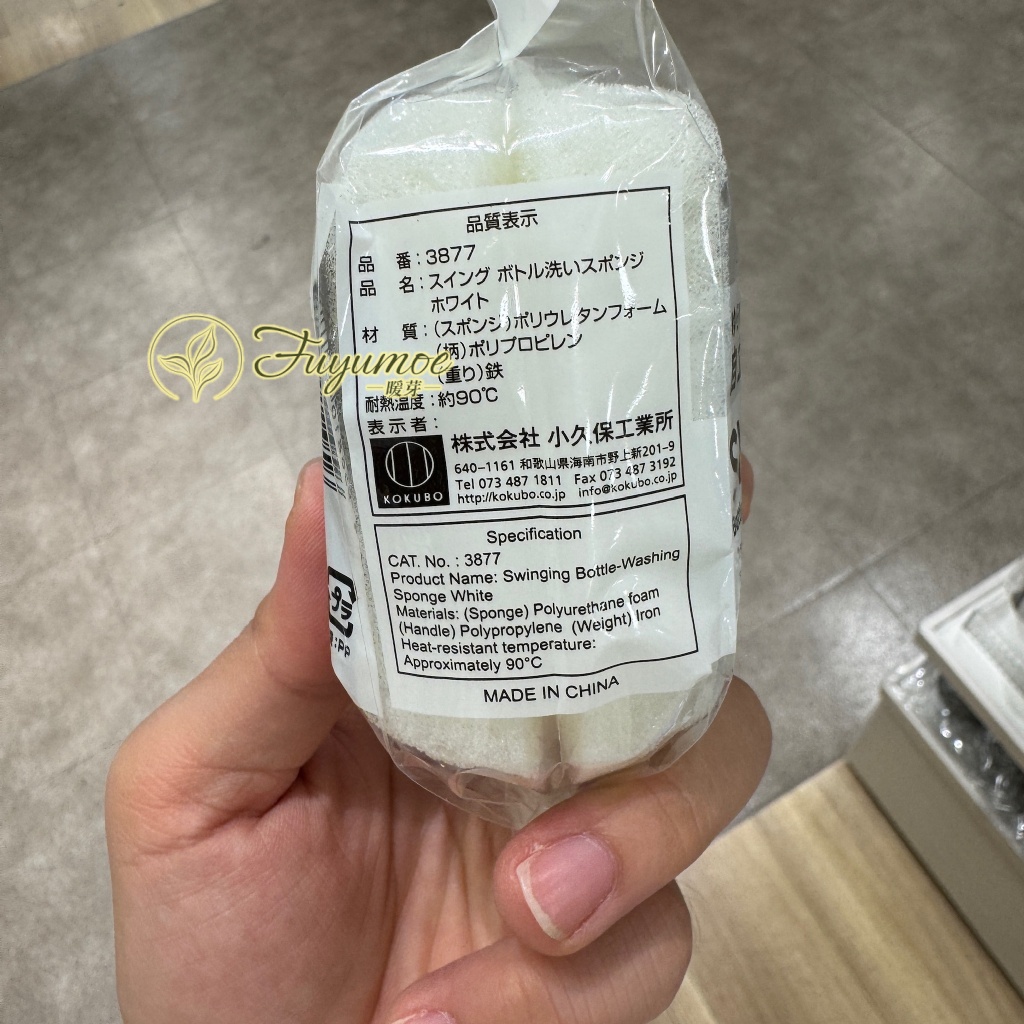 品質表示
品 番:3877
品 名:スイング ボトル洗いスポンジ
ホワイト
材 質:(スポンジ)ポリウレタンフォーム
(柄)ポリプロピレン
(重り)鉄
耐熱温度:約90℃
表示者:
株式会社 小久保工業所
640-1161 和歌山県海南市野上新201-9
Tel 073 487 1811 Fax 073 487 3192
http://kokubo.co.jp info@kokubo.co.jp
KOKUBO
Specification
CAT. No. : 3877
Product Name: Swinging Bottle-Washing
Sponge White
Materials: (Sponge) Polyurethane foam
(Handle) Polypropylene (Weight) Iron
Heat-resistant temperature:
Approximately 90°C
MADE IN CHINA
プラ
:PP
Fuyumoe
暖芽